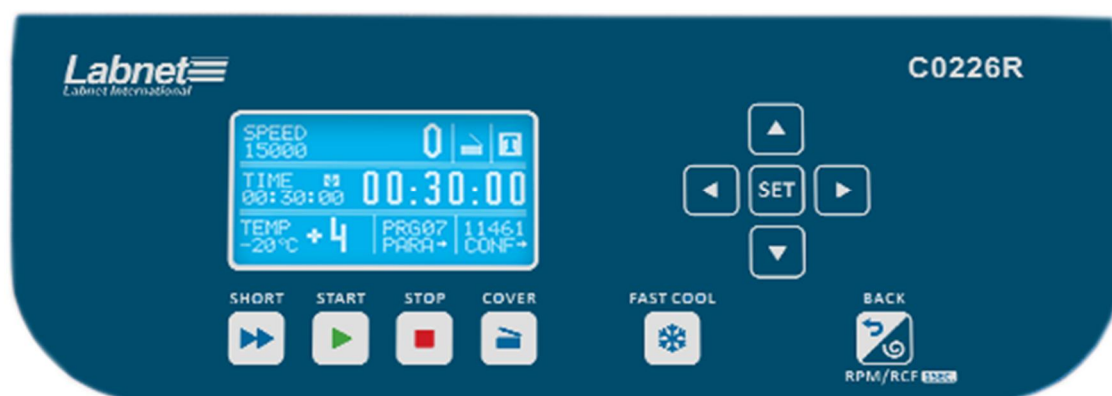 Labnet
Labnet International
C0226R
SPEED
15000
0
T
TIME
00:30:00
00:30:00
TEMP
-20°C
+4
PRG07
PARA→
11461
CONF→
SET
SHORT
START
STOP
COVER
FAST COOL
BACK
RPM/RCF